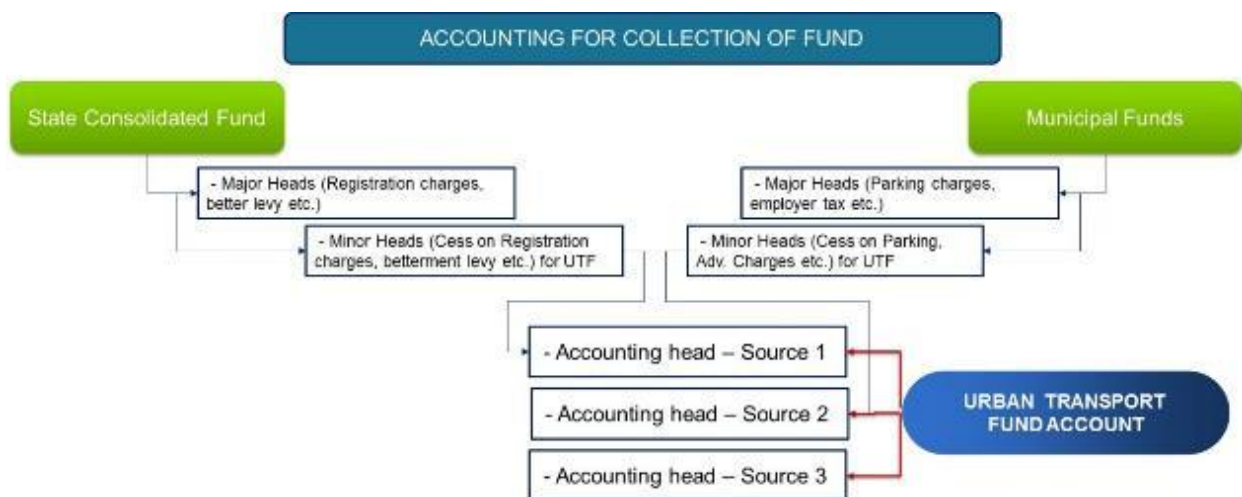 ACCOUNTING FOR COLLECTION OF FUND
State Consolidated Fund
Municipal Funds
- Major Heads (Registration charges,
better levy etc.)
- Major Heads (Parking charges,
employer tax etc.)
- Minor Heads (Cess on Registration
charges, betterment levy etc.) for UTF
- Minor Heads (Cess on Parking,
Adv. Charges etc.) for UTF
- Accounting head – Source 1
- Accounting head – Source 2
- Accounting head – Source 3
URBAN TRANSPORT
FUND ACCOUNT